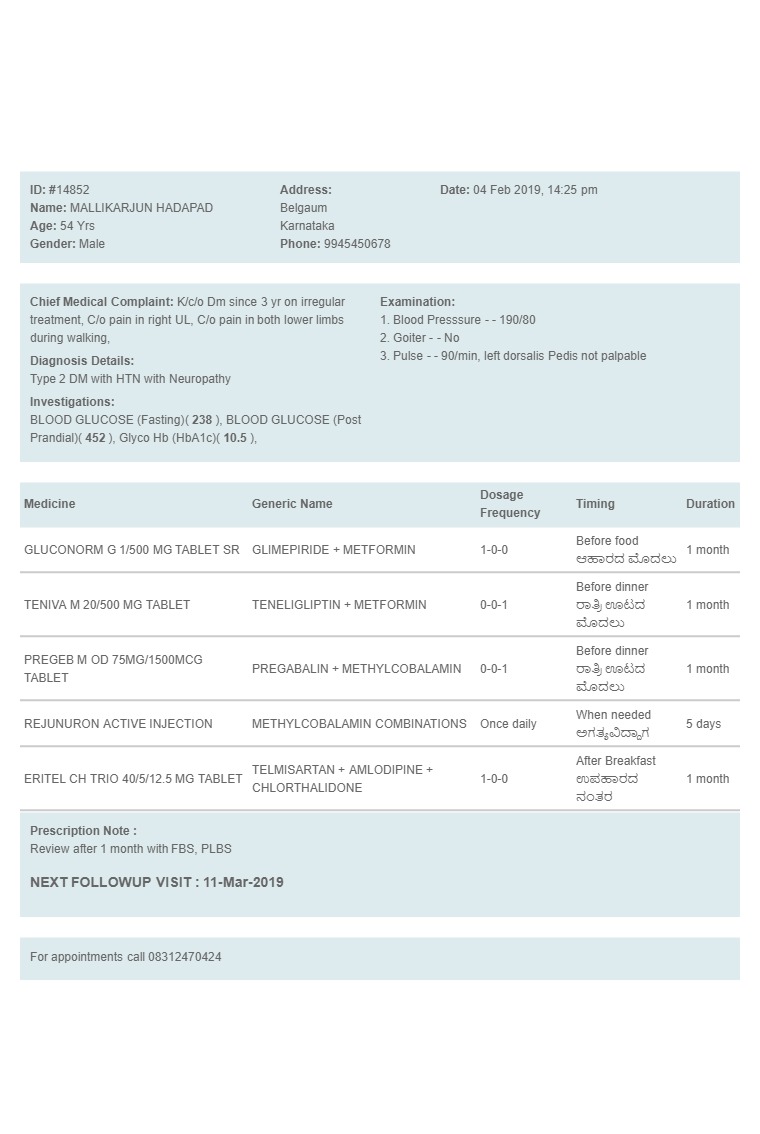 ID: #14852
Name: MALLIKARJUN HADAPAD
Age: 54 Yrs
Gender: Male
Address:
Belgaum
Karnataka
Phone: 9945450678
Date: 04 Feb 2019, 14:25 pm
Chief Medical Complaint: K/c/o Dm since 3 yr on irregular
treatment, C/o pain in right UL, C/o pain in both lower limbs
during walking,
Diagnosis Details:
Type 2 DM with HTN with Neuropathy
Investigations:
BLOOD GLUCOSE (Fasting)( 238 ), BLOOD GLUCOSE (Post
Prandial)( 452 ), Glyco Hb (HbA1c)( 10.5 ),
Examination:
1. Blood Presssure - - 190/80
2. Goiter - - No
3. Pulse - - 90/min, left dorsalis Pedis not palpable
Medicine Generic Name Dosage Frequency Timing Duration
GLUCONORM G 1/500 MG TABLET SR GLIMEPIRIDE + METFORMIN 1-0-0 Before food
ಆಹಾರದ ಮೊದಲು 1 month
TENIVA M 20/500 MG TABLET TENELIGLIPTIN + METFORMIN 0-0-1 Before dinner
ರಾತ್ರಿ ಊಟದ
ಮೊದಲು 1 month
PREGEB M OD 75MG/1500MCG
TABLET PREGABALIN + METHYLCOBALAMIN 0-0-1 Before dinner
ರಾತ್ರಿ ಊಟದ
ಮೊದಲು 1 month
REJUNURON ACTIVE INJECTION METHYLCOBALAMIN COMBINATIONS Once daily When needed
ಅಗತ್ಯವಿದ್ದಾಗ 5 days
ERITEL CH TRIO 40/5/12.5 MG TABLET TELMISARTAN + AMLODIPINE +
CHLORTHALIDONE 1-0-0 After Breakfast
ಉಪಹಾರದ
ನಂತರ 1 month
Prescription Note :
Review after 1 month with FBS, PLBS
NEXT FOLLOWUP VISIT : 11-Mar-2019
For appointments call 08312470424